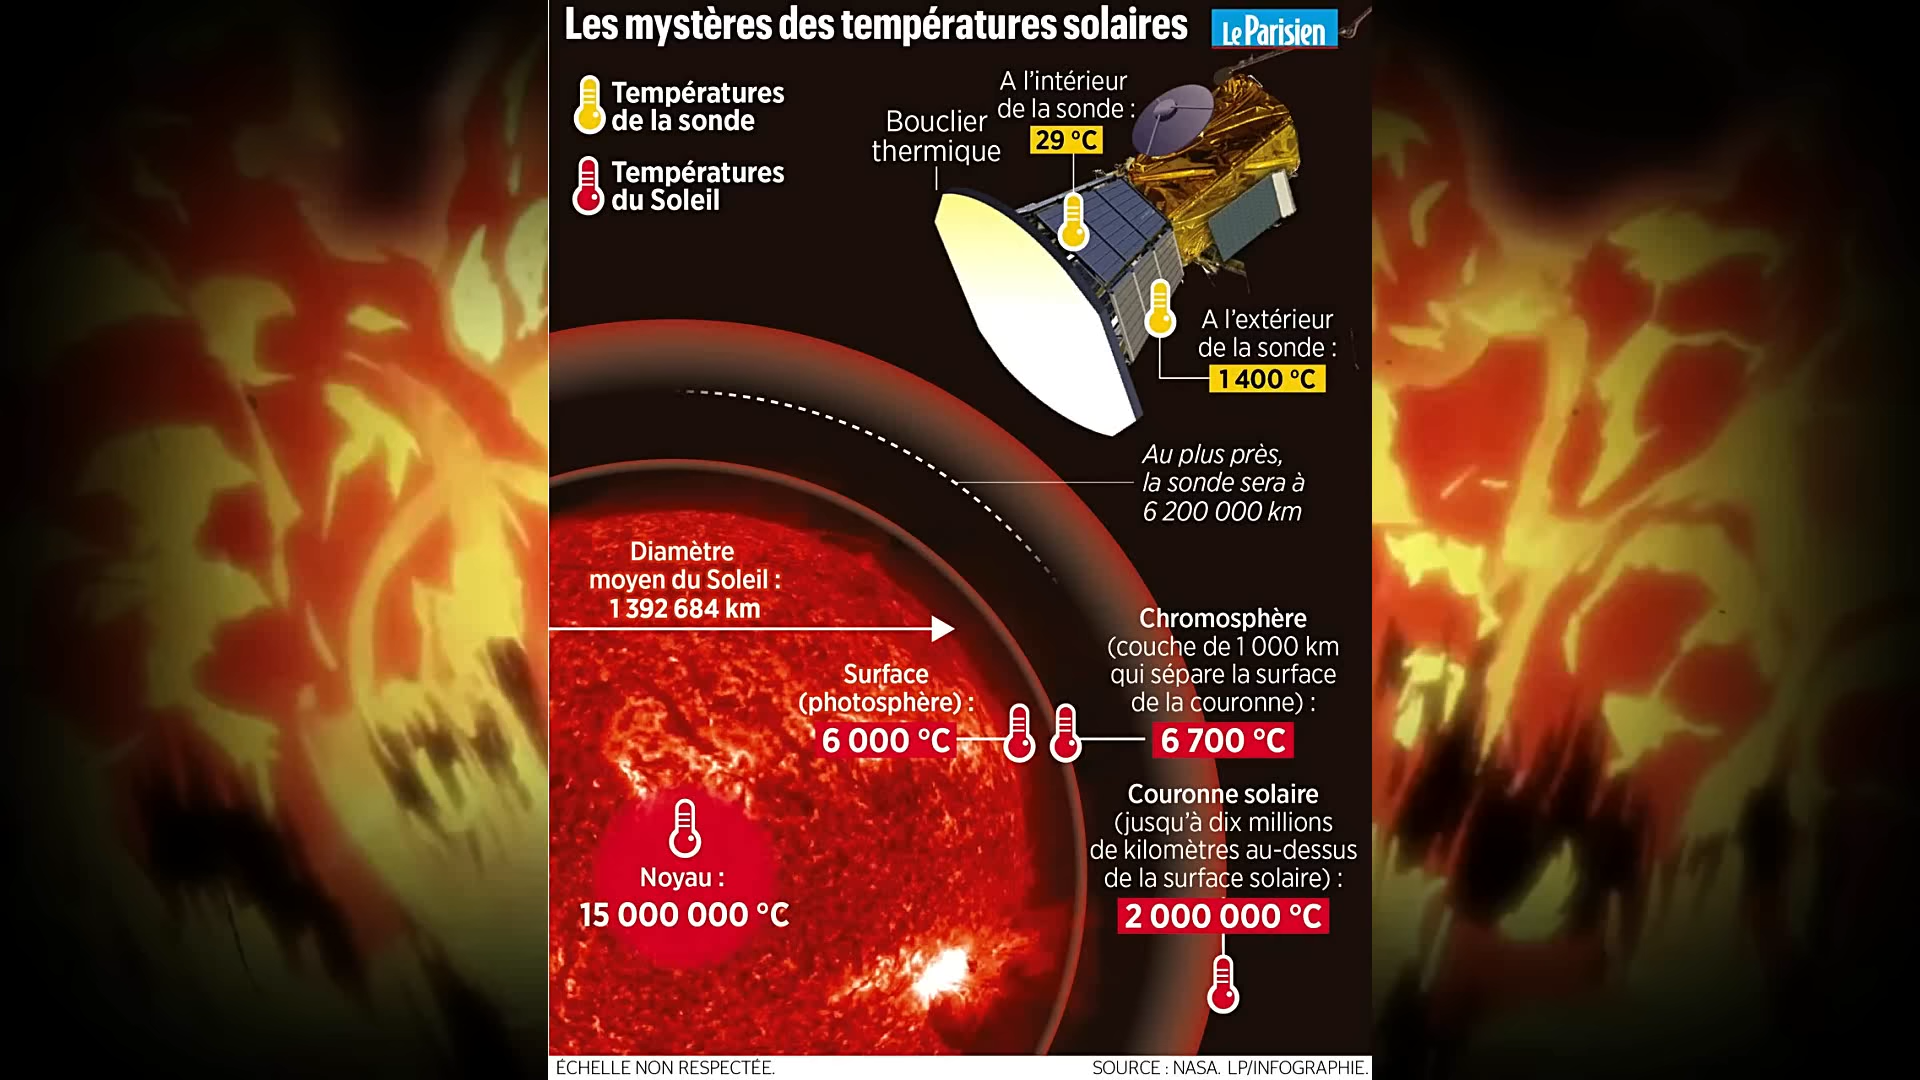 Les mystères des températures solaires
Le Parisien
Températures
de la sonde
Températures
du Soleil
Bouclier
thermique
A l'intérieur
de la sonde :
29 °C
A l'extérieur
de la sonde :
1 400 °C
Au plus près,
la sonde sera à
6 200 000 km
Diamètre
moyen du Soleil :
1 392 684 km
Surface
(photosphère) :
6 000 °C
Chromosphère
(couche de 1 000 km
qui sépare la surface
de la couronne) :
6 700 °C
Noyau :
15 000 000 °C
Couronne solaire
(jusqu'à dix millions
de kilomètres au-dessus
de la surface solaire) :
2 000 000 °C
ÉCHELLE NON RESPECTÉE.
SOURCE : NASA. LP/INFOGRAPHIE.